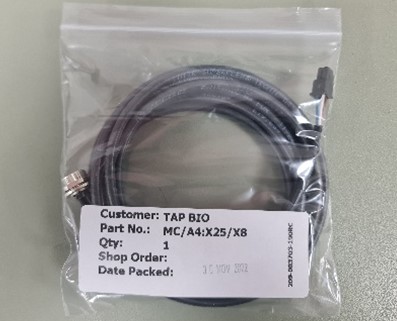 Customer: TAP BIO
Part No.: MC/A4:X25/X8
Qty: 1
Shop Order:
Date Packed: